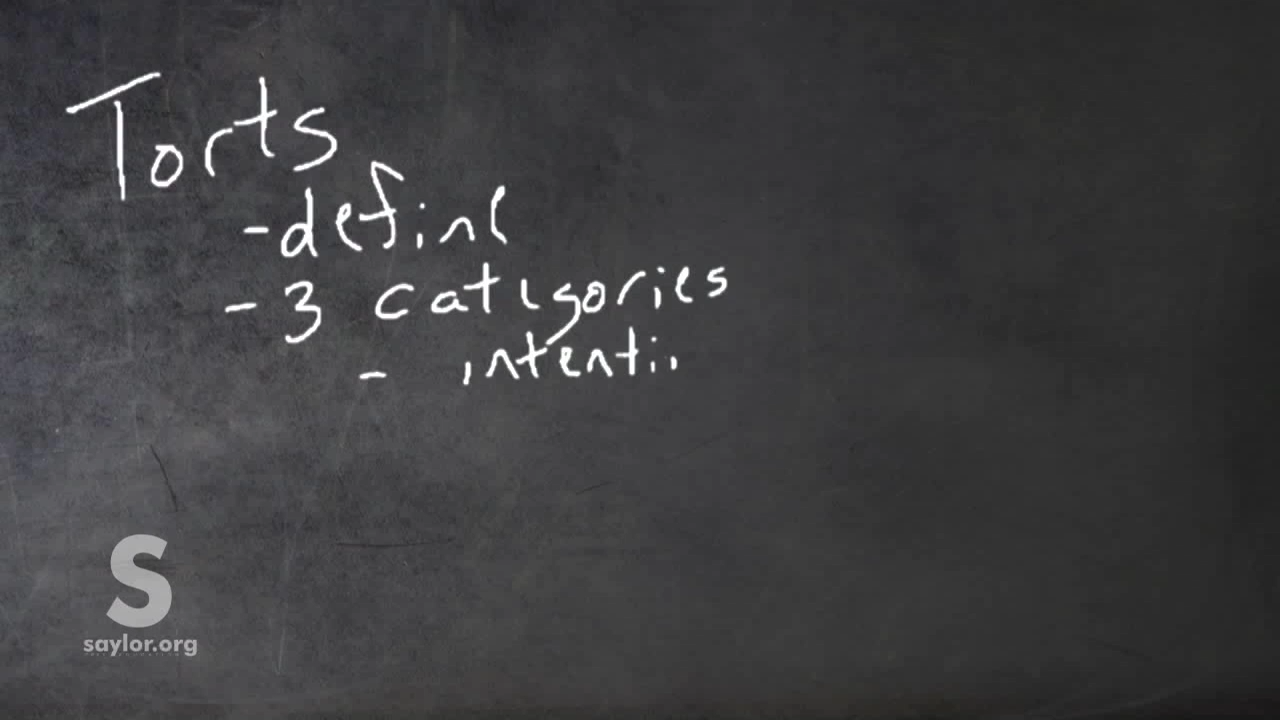 Torts
- define
- 3 categories
- intenti
S
saylor.org